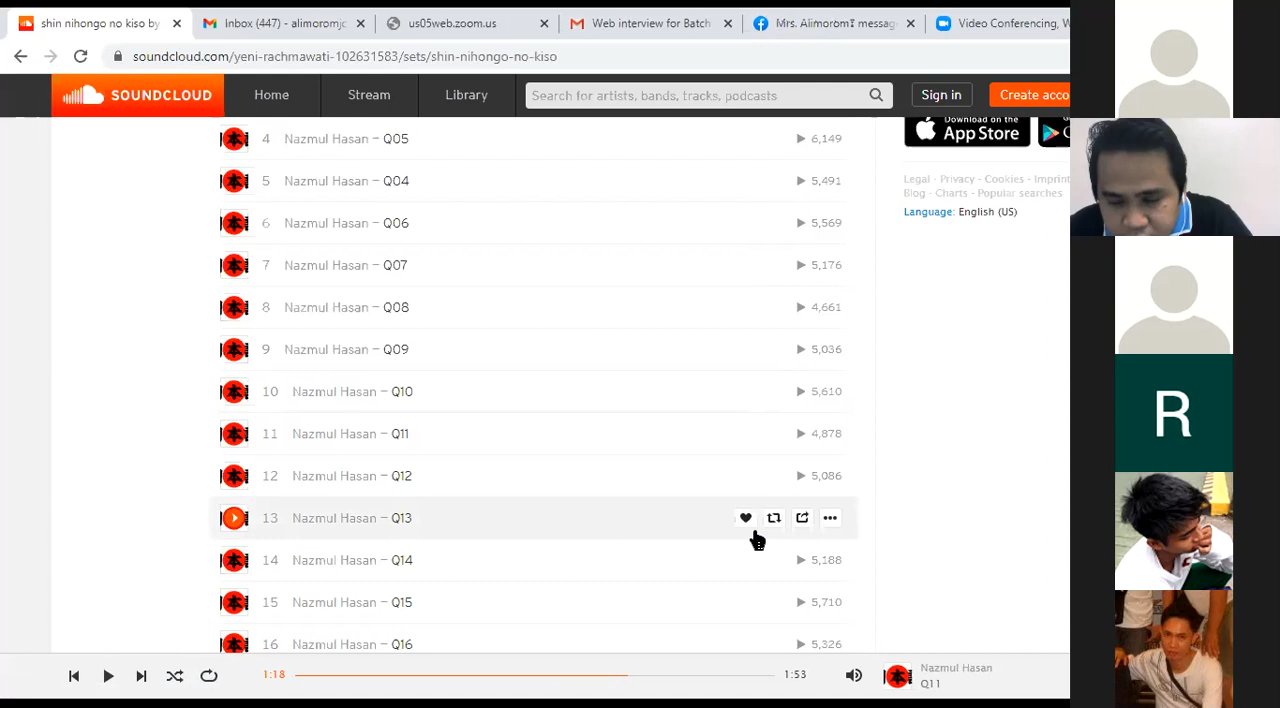 shin nihongo no kiso by
Inbox (447) - alimoromjc
us05web.zoom.us
Web interview for Batch
Mrs. Alimorom messag
Video Conferencing, W
soundcloud.com/yeni-rachmawati-102631583/sets/shin-nihongo-no-kiso
SOUNDCLOUD
Home
Stream
Library
Search for artists, bands, tracks, podcasts
Sign in
Create acco
4 Nazmul Hasan – Q05 6,149
5 Nazmul Hasan – Q04 5,491
6 Nazmul Hasan – Q06 5,569
7 Nazmul Hasan – Q07 5,176
8 Nazmul Hasan – Q08 4,661
9 Nazmul Hasan – Q09 5,036
10 Nazmul Hasan – Q10 5,610
11 Nazmul Hasan – Q11 4,878
12 Nazmul Hasan – Q12 5,086
13 Nazmul Hasan – Q13
14 Nazmul Hasan – Q14 5,188
15 Nazmul Hasan – Q15 5,710
16 Nazmul Hasan – Q16 5,326
Download on the
App Store
Legal - Privacy - Cookies - Imprint
Blog - Charts - Popular searches
Language: English (US)
1:18
1:53
Nazmul Hasan
Q11
R